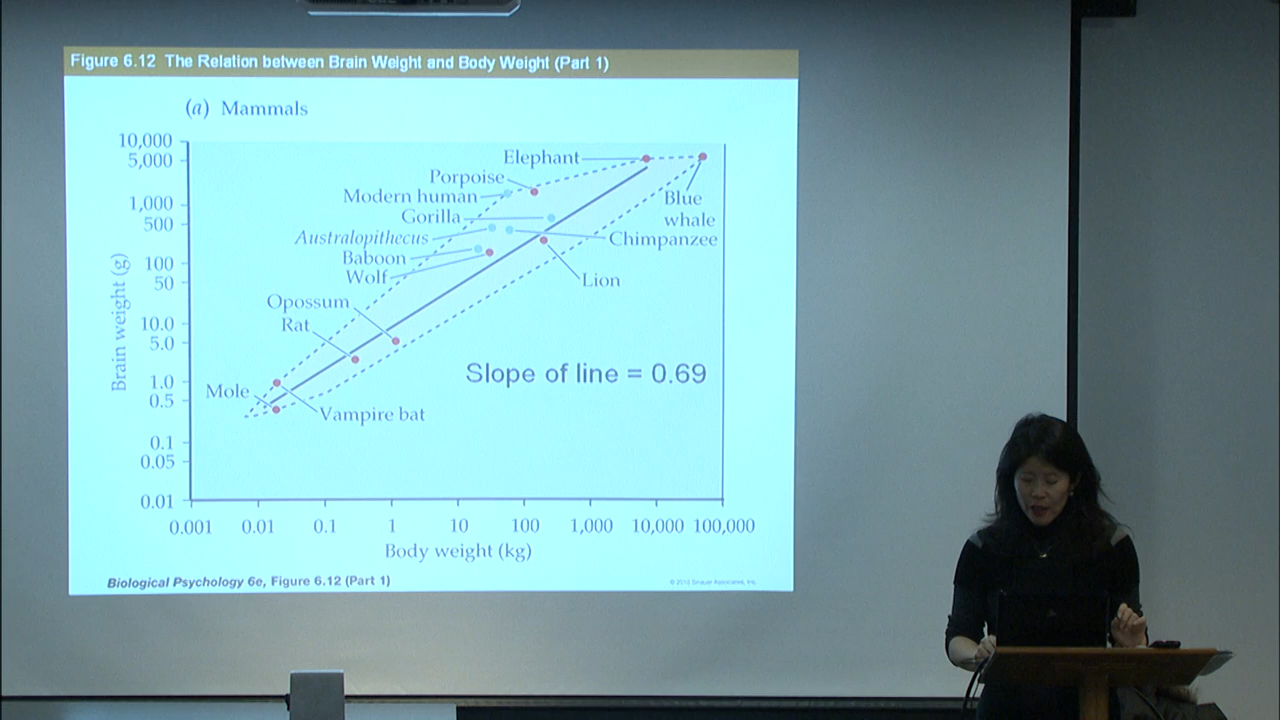 Figure 6.12 The Relation between Brain Weight and Body Weight (Part 1)
(a) Mammals
10,000
5,000
1,000
500
100
50
10.0
5.0
1.0
0.5
0.1
0.05
0.01
Brain weight (g)
Elephant
Porpoise
Modern human
Blue
whale
Gorilla
Australopithecus
Chimpanzee
Baboon
Wolf
Lion
Opossum
Rat
Slope of line = 0.69
Mole
Vampire bat
0.001 0.01 0.1 1 10 100 1,000 10,000 100,000
Body weight (kg)
Biological Psychology 6e, Figure 6.12 (Part 1)
Sinauer Associates, Inc.